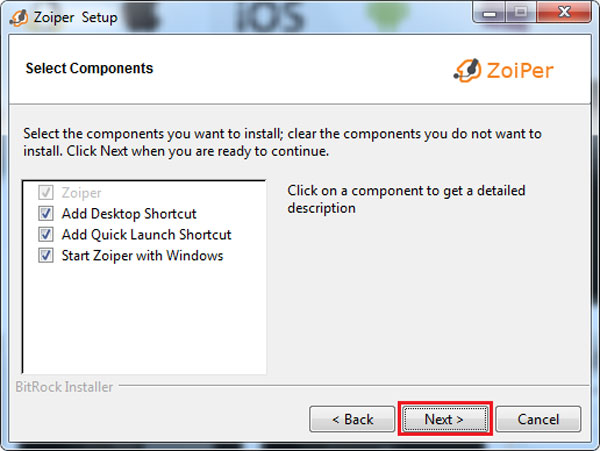 iOS
Zoiper Setup
Select Components
ZoiPer
Select the components you want to install; clear the components you do not want to
install. Click Next when you are ready to continue.
Zoiper
Add Desktop Shortcut
Add Quick Launch Shortcut
Start Zoiper with Windows
Click on a component to get a detailed
description
BitRock Installer
< Back
Next >
Cancel